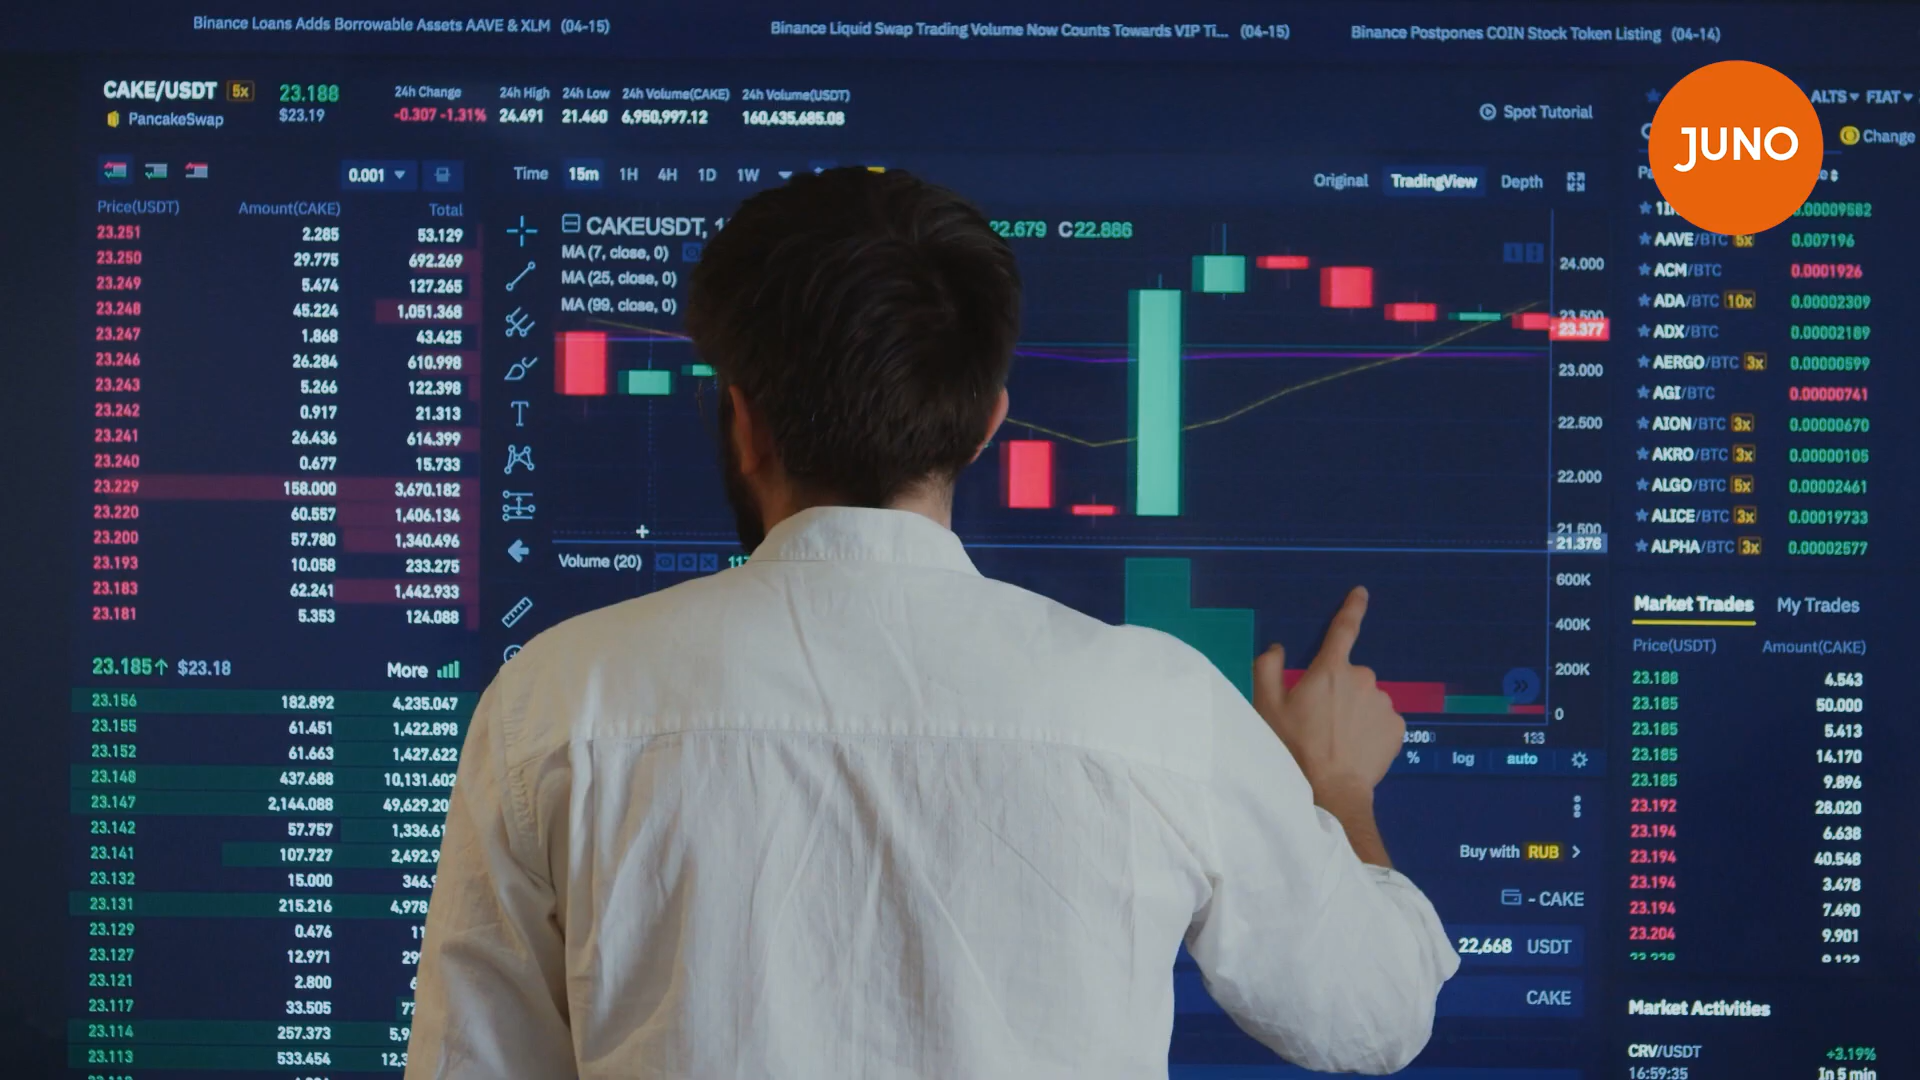 Binance Loans Adds Borrowable Assets AAVE & XLM (04-15)
Binance Liquid Swap Trading Volume Now Counts Towards VIP Ti... (04-15)
Binance Postpones COIN Stock Token Listing (04-14)
JUNO
CAKE/USDT 5x 23.188
PancakeSwap $23.19
24h Change 24h High 24h Low 24h Volume(CAKE) 24h Volume(USDT)
-0.307 -1.31% 24.491 21.460 6,950,997.12 160,435,685.08
Spot Tutorial
ALTS FIAT
Change
0.001
Time 15m 1H 4H 1D 1W
Original TradingView Depth
Price(USDT) Amount(CAKE) Total
23.251 2.285 53.129
23.250 29.775 692.269
23.249 5.474 127.265
23.248 45.224 1,051.368
23.247 1.868 43.425
23.246 26.284 610.998
23.243 5.266 122.398
23.242 0.917 21.313
23.241 26.436 614.399
23.240 0.677 15.733
23.229 158.000 3,670.182
23.220 60.557 1,406.134
23.200 57.780 1,340.496
23.193 10.058 233.275
23.183 62.241 1,442.933
23.181 5.353 124.088
23.185↑ $23.18 More
23.156 182.892 4,235.047
23.155 61.451 1,422.898
23.152 61.663 1,427.622
23.148 437.688 10,131.602
23.147 2,144.088 49,629.20
23.142 57.757 1,336.6
23.141 107.727 2,492.9
23.132 15.000 346.
23.131 215.216 4,978
23.129 0.476 11
23.127 12.971 29
23.121 2.800 6
23.117 33.505 77
23.114 257.373 5,9
23.113 533.454 12,3
CAKEUSDT, 1
22.679 C22.886
MA (7, close, 0)
MA (25, close, 0)
MA (99, close, 0)
T
24.000
23.500
23.377
23.000
22.500
22.000
21.500
21.376
Volume (20) 11
600K
400K
200K
0
3:00 123
% log auto
Buy with RUB >
- CAKE
22,668 USDT
CAKE
0.00009582
AAVE/BTC 5x 0.007196
ACM/BTC 0.0001926
ADA/BTC 10x 0.00002309
ADX/BTC 0.00002189
AERGO/BTC 3x 0.00000599
AGI/BTC 0.00000741
AION/BTC 3x 0.00000670
AKRO/BTC 3x 0.00000105
ALGO/BTC 5x 0.00002461
ALICE/BTC 3x 0.00019733
ALPHA/BTC 3x 0.00002577
Market Trades My Trades
Price(USDT) Amount(CAKE)
23.188 4.543
23.185 50.000
23.185 5.413
23.185 14.170
23.185 9.896
23.192 28.020
23.194 6.638
23.194 40.548
23.194 3.478
23.194 7.490
23.204 9.901
Market Activities
CRV/USDT +3.19%
16:59:35 In 5 min